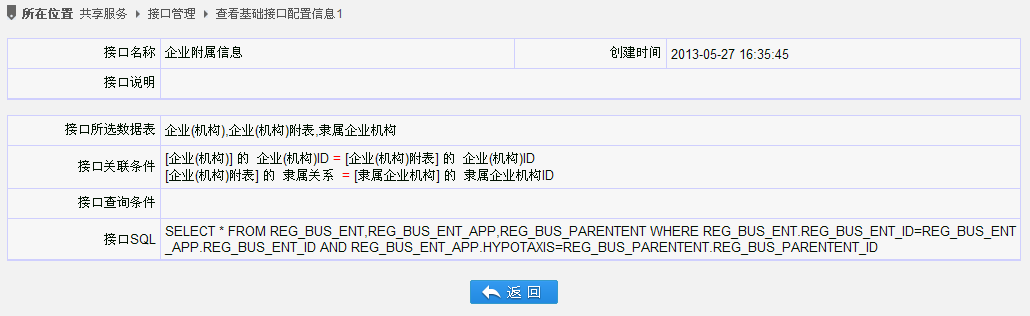 所在位置 共享服务 接口管理 查看基础接口配置信息1
接口名称 企业附属信息 创建时间 2013-05-27 16:35:45
接口说明
接口所选数据表 企业(机构),企业(机构)附表,隶属企业机构
接口关联条件 [企业(机构)] 的 企业(机构)ID = [企业(机构)附表] 的 企业(机构)ID
[企业(机构)附表] 的 隶属关系 = [隶属企业机构] 的 隶属企业机构ID
接口查询条件
接口SQL SELECT * FROM REG_BUS_ENT,REG_BUS_ENT_APP,REG_BUS_PARENTENT WHERE REG_BUS_ENT.REG_BUS_ENT_ID=REG_BUS_ENT
_APP.REG_BUS_ENT_ID AND REG_BUS_ENT_APP.HYPOTAXIS=REG_BUS_PARENTENT.REG_BUS_PARENTENT_ID
返 回